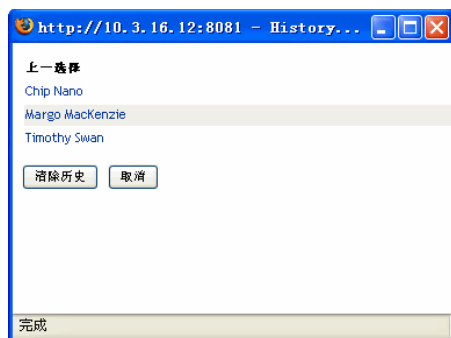 http://10.3.16.12:8081 - History...
上一选择
Chip Nano
Margo MacKenzie
Timothy Swan
清除历史 取消
完成